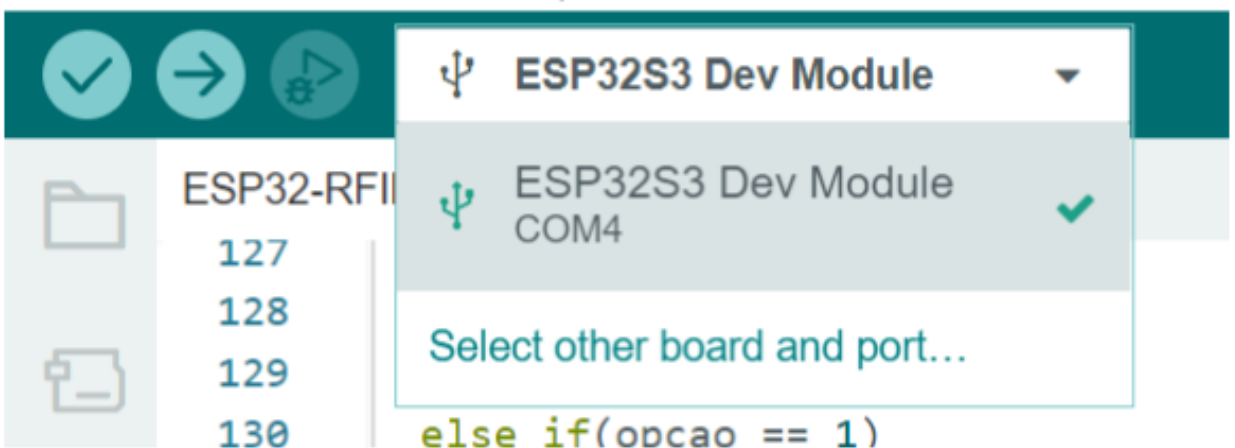 ESP32S3 Dev Module
ESP32S3 Dev Module
COM4
Select other board and port...
ESP32-RFI
127
128
129
130 else if(opcao == 1)